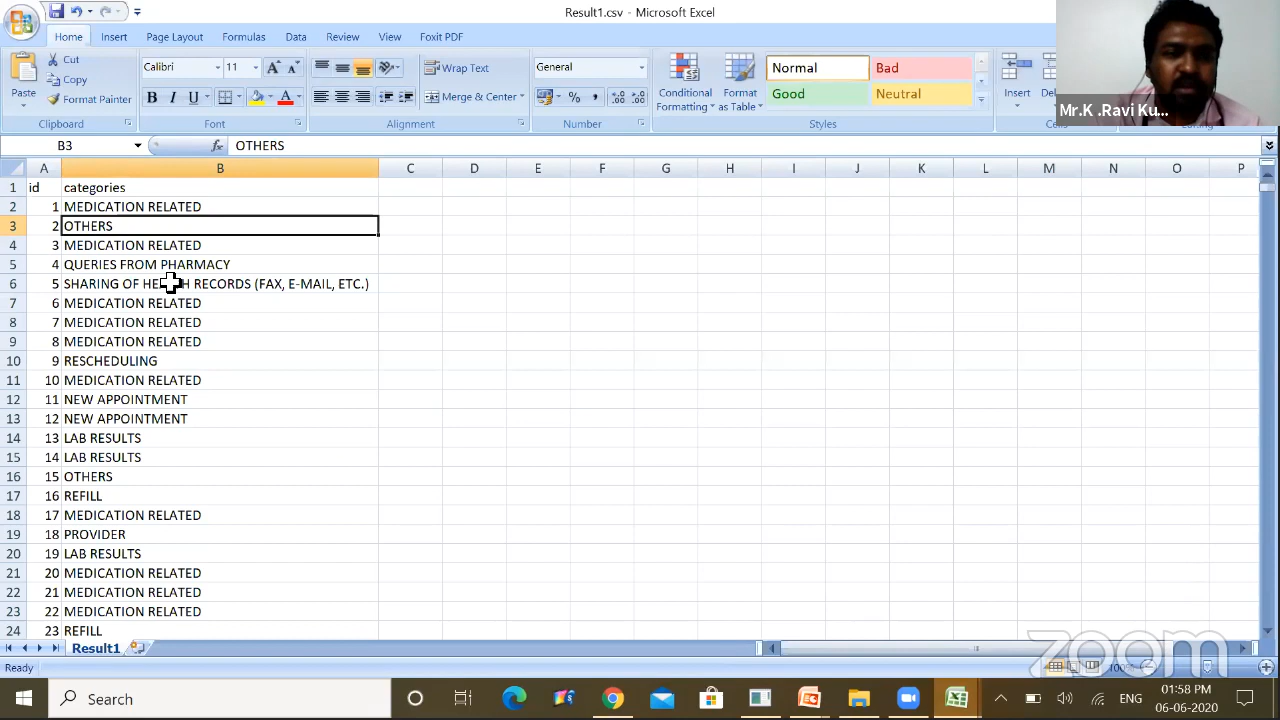 Result1.csv - Microsoft Excel
Home Insert Page Layout Formulas Data Review View Foxit PDF
Paste
Cut
Copy
Format Painter
Clipboard
Calibri 11
B I U
Font
Wrap Text
Merge & Center
Alignment
General
Number
Conditional Formatting
Format as Table
Normal Bad
Good Neutral
Styles
Insert
Cells
Mr.K .Ravi Ku...
B3 fx OTHERS
A B C D E F G H I J K L M N O P
1 id categories
2 1 MEDICATION RELATED
3 2 OTHERS
4 3 MEDICATION RELATED
5 4 QUERIES FROM PHARMACY
6 5 SHARING OF HEALTH RECORDS (FAX, E-MAIL, ETC.)
7 6 MEDICATION RELATED
8 7 MEDICATION RELATED
9 8 MEDICATION RELATED
10 9 RESCHEDULING
11 10 MEDICATION RELATED
12 11 NEW APPOINTMENT
13 12 NEW APPOINTMENT
14 13 LAB RESULTS
15 14 LAB RESULTS
16 15 OTHERS
17 16 REFILL
18 17 MEDICATION RELATED
19 18 PROVIDER
20 19 LAB RESULTS
21 20 MEDICATION RELATED
22 21 MEDICATION RELATED
23 22 MEDICATION RELATED
24 23 REFILL
Result1
zoom
Ready 100%
Search
ENG
01:58 PM
06-06-2020